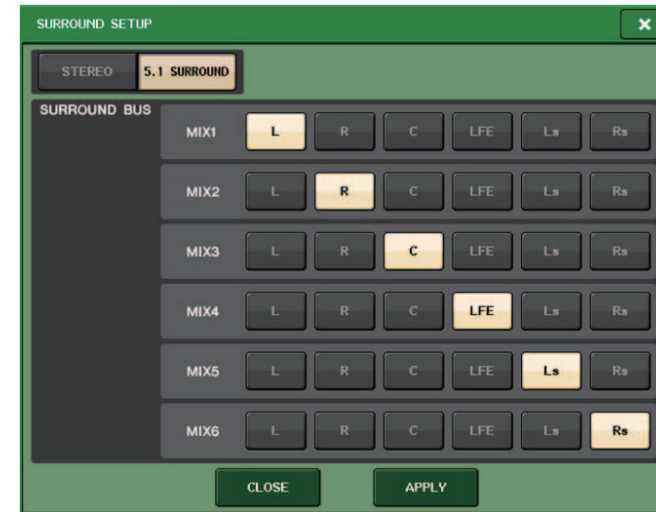 SURROUND SETUP ×
STEREO 5.1 SURROUND
SURROUND BUS
MIX1 L R C LFE Ls Rs
MIX2 L R C LFE Ls Rs
MIX3 L R C LFE Ls Rs
MIX4 L R C LFE Ls Rs
MIX5 L R C LFE Ls Rs
MIX6 L R C LFE Ls Rs
CLOSE APPLY